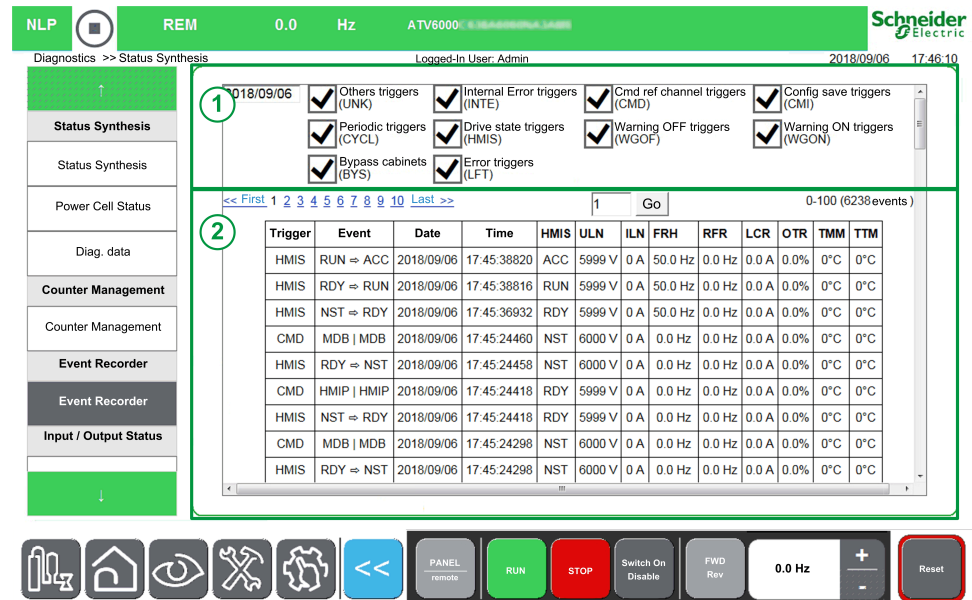 NLP REM 0.0 Hz ATV6000
Schneider Electric
Diagnostics >> Status Synthesis Logged-In User: Admin 2018/09/06 17:46:10
↑
Status Synthesis
Status Synthesis
Power Cell Status
Diag. data
Counter Management
Counter Management
Event Recorder
Event Recorder
Input / Output Status
↓
1
2018/09/06 Others triggers (UNK) Internal Error triggers (INTE) Cmd ref channel triggers (CMD) Config save triggers (CMI)
Periodic triggers (CYCL) Drive state triggers (HMIS) Warning OFF triggers (WGOF) Warning ON triggers (WGON)
Bypass cabinets (BYS) Error triggers (LFT)
2
<< First 1 2 3 4 5 6 7 8 9 10 Last >> 1 Go 0-100 (6238events )
Trigger Event Date Time HMIS ULN ILN FRH RFR LCR OTR TMM TTM
HMIS RUN ⇨ ACC 2018/09/06 17:45:38820 ACC 5999 V 0 A 50.0 Hz 0.0 Hz 0.0 A 0.0% 0°C 0°C
HMIS RDY ⇨ RUN 2018/09/06 17:45:38816 RUN 5999 V 0 A 50.0 Hz 0.0 Hz 0.0 A 0.0% 0°C 0°C
HMIS NST ⇨ RDY 2018/09/06 17:45:36932 RDY 5999 V 0 A 50.0 Hz 0.0 Hz 0.0 A 0.0% 0°C 0°C
CMD MDB | MDB 2018/09/06 17:45:24460 NST 6000 V 0 A 0.0 Hz 0.0 Hz 0.0 A 0.0% 0°C 0°C
HMIS RDY ⇨ NST 2018/09/06 17:45:24458 NST 6000 V 0 A 0.0 Hz 0.0 Hz 0.0 A 0.0% 0°C 0°C
CMD HMIP | HMIP 2018/09/06 17:45:24418 RDY 5999 V 0 A 0.0 Hz 0.0 Hz 0.0 A 0.0% 0°C 0°C
HMIS NST ⇨ RDY 2018/09/06 17:45:24418 RDY 5999 V 0 A 0.0 Hz 0.0 Hz 0.0 A 0.0% 0°C 0°C
CMD MDB | MDB 2018/09/06 17:45:24298 NST 6000 V 0 A 0.0 Hz 0.0 Hz 0.0 A 0.0% 0°C 0°C
HMIS RDY ⇨ NST 2018/09/06 17:45:24298 NST 6000 V 0 A 0.0 Hz 0.0 Hz 0.0 A 0.0% 0°C 0°C
<< PANEL remote RUN STOP Switch On Disable FWD Rev 0.0 Hz + - Reset